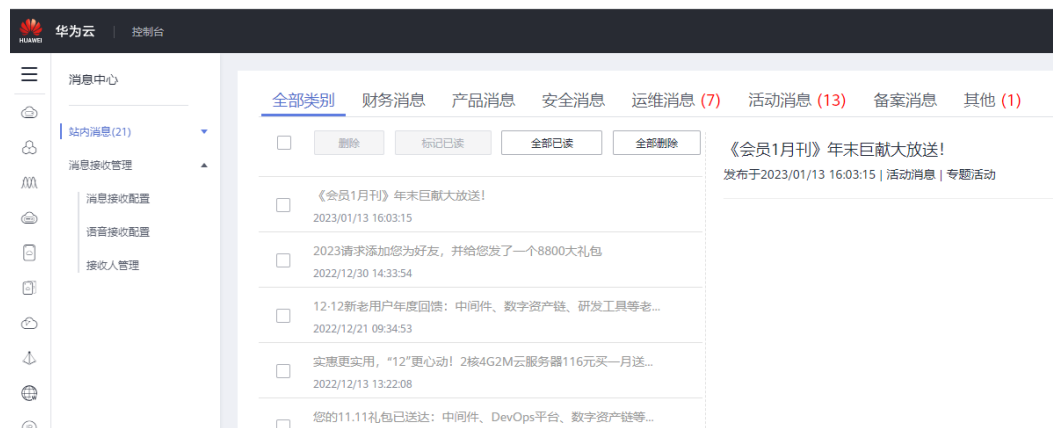 HUAWEI 华为云 控制台
消息中心
站内消息(21)
消息接收管理
消息接收配置
语音接收配置
接收人管理
全部类别 财务消息 产品消息 安全消息 运维消息 (7) 活动消息 (13) 备案消息 其他 (1)
删除 标记已读 全部已读 全部删除
《会员1月刊》年末巨献大放送!
2023/01/13 16:03:15
2023请求添加您为好友，并给您发了一个8800大礼包
2022/12/30 14:33:54
12·12新老用户年度回馈：中间件、数字资产链、研发工具等老...
2022/12/21 09:34:53
实惠更实用，“12”更心动！2核4G2M云服务器116元买一月送...
2022/12/13 13:22:08
您的11.11礼包已送达：中间件、DevOps平台、数字资产链等...
《会员1月刊》年末巨献大放送!
发布于2023/01/13 16:03:15 | 活动消息 | 专题活动